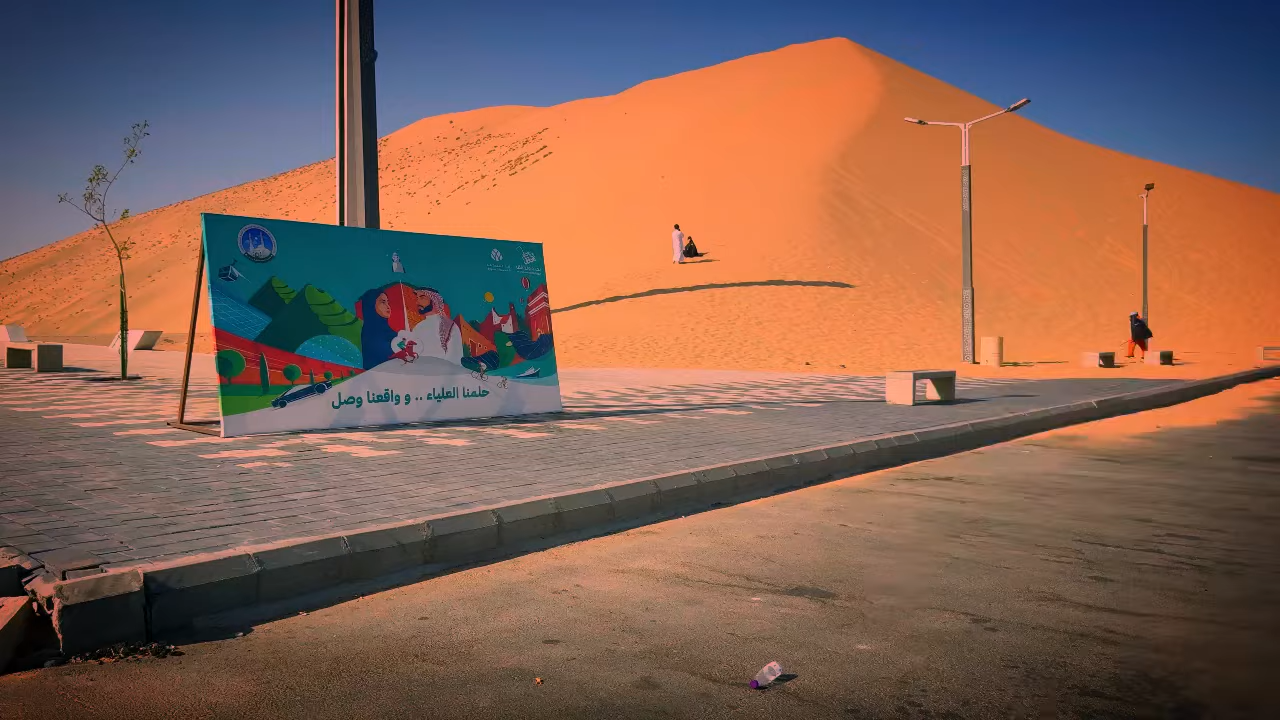 حلمنا العلياء .. و واقعنا وصل